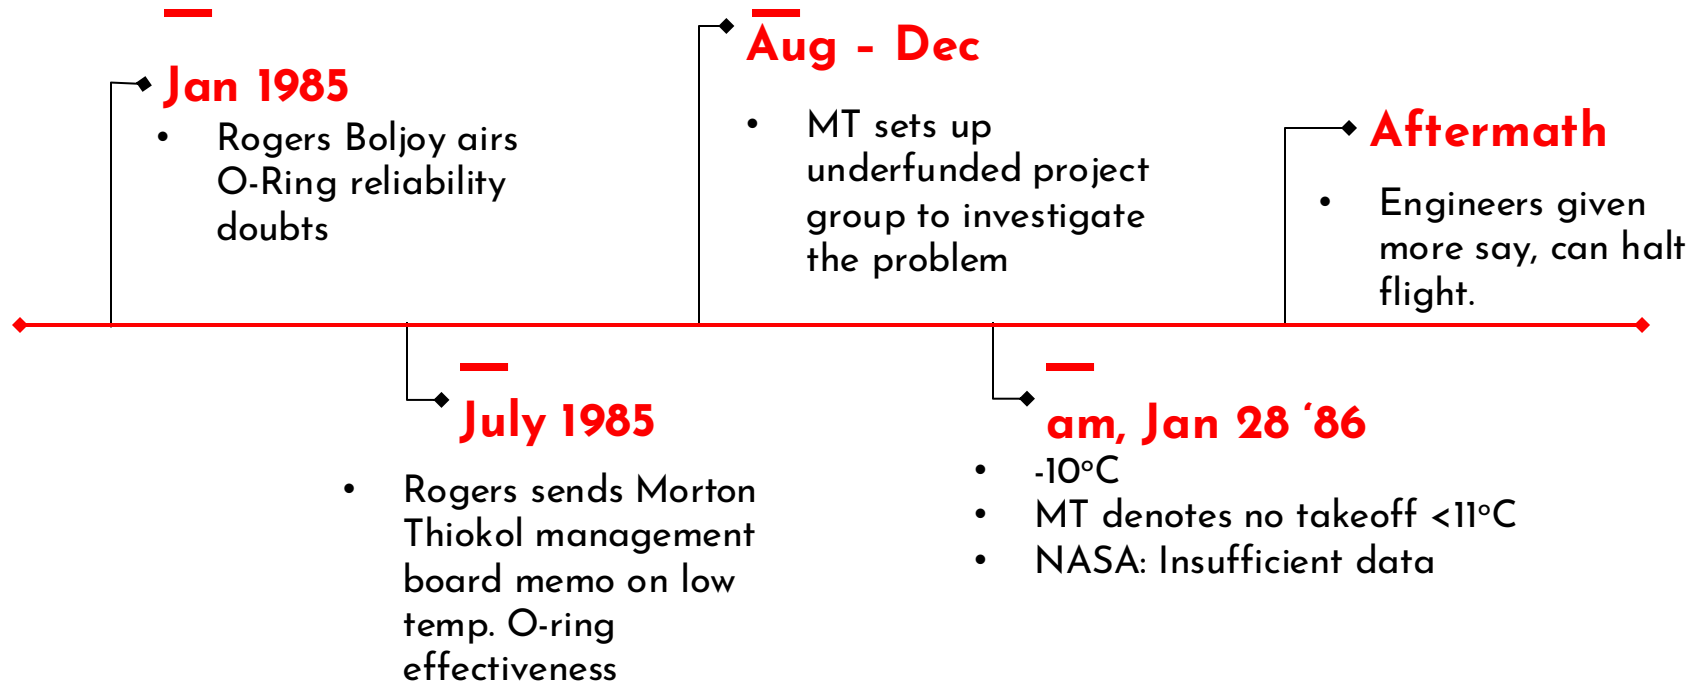 Jan 1985
• Rogers Boljoy airs
O-Ring reliability
doubts
July 1985
• Rogers sends Morton
Thiokol management
board memo on low
temp. O-ring
effectiveness
Aug – Dec
• MT sets up
underfunded project
group to investigate
the problem
am, Jan 28 ‘86
• -10°C
• MT denotes no takeoff <11°C
• NASA: Insufficient data
Aftermath
• Engineers given
more say, can halt
flight.